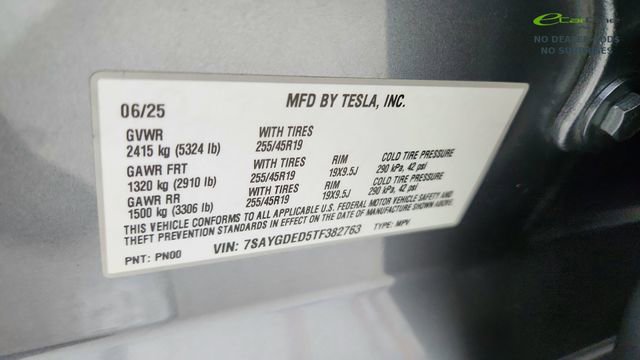 eCarOne
NO DEALER ADDS
NO SURPRISES
06/25 MFD BY TESLA, INC.
GVWR WITH TIRES
2415 kg (5324 lb) 255/45R19
GAWR FRT WITH TIRES RIM COLD TIRE PRESSURE
1320 kg (2910 lb) 255/45R19 19X9.5J 290 kPa, 42 psi
GAWR RR WITH TIRES RIM COLD TIRE PRESSURE
1500 kg (3306 lb) 255/45R19 19X9.5J 290 kPa, 42 psi
THIS VEHICLE CONFORMS TO ALL APPLICABLE U.S. FEDERAL MOTOR VEHICLE SAFETY AND
THEFT PREVENTION STANDARDS IN EFFECT ON THE DATE OF MANUFACTURE SHOWN ABOVE.
PNT: PN00 VIN: 7SAYGDED5TF382763 TYPE: MPV